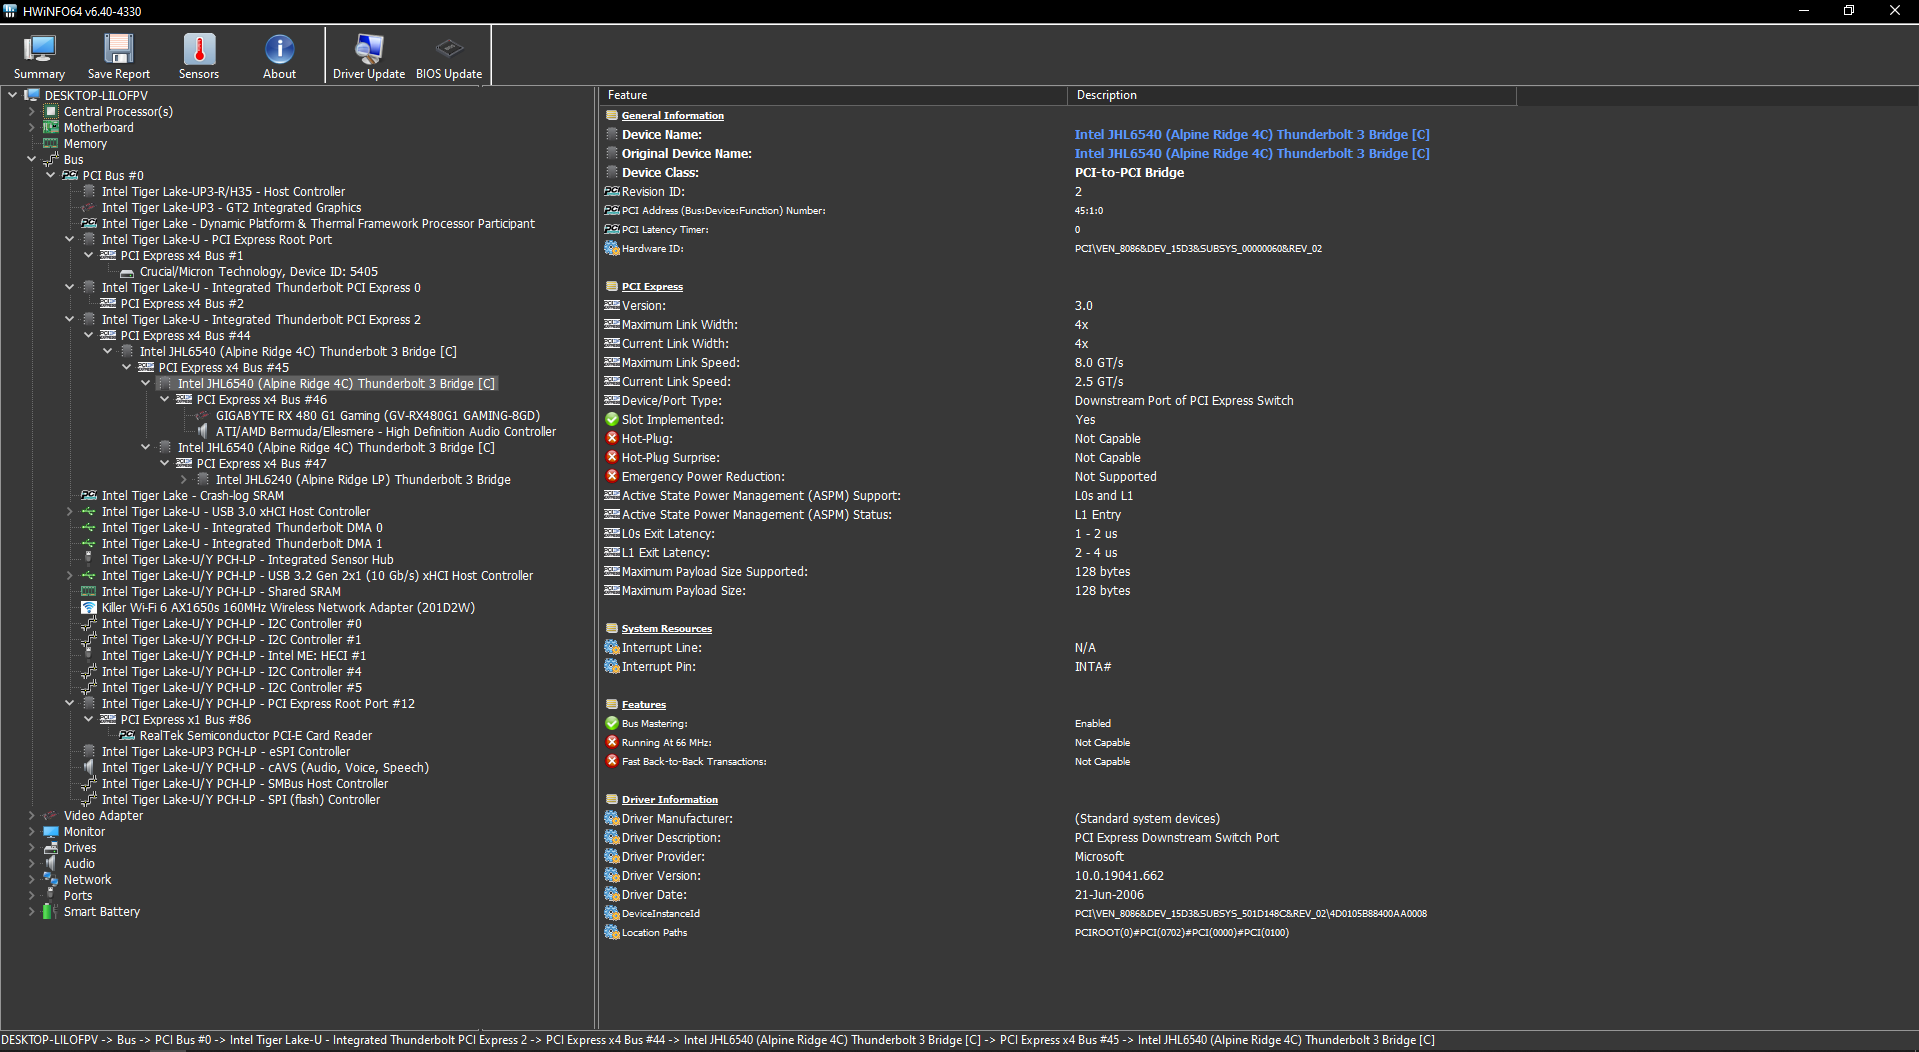 HWiNFO64 v6.40-4330
Summary
Save Report
Sensors
About
Driver Update
BIOS Update
DESKTOP-LILOFPV
Central Processor(s)
Motherboard
Memory
Bus
PCI Bus #0
Intel Tiger Lake-UP3-R/H35 - Host Controller
Intel Tiger Lake-UP3 - GT2 Integrated Graphics
Intel Tiger Lake - Dynamic Platform & Thermal Framework Processor Participant
Intel Tiger Lake-U - PCI Express Root Port
PCI Express x4 Bus #1
Crucial/Micron Technology, Device ID: 5405
Intel Tiger Lake-U - Integrated Thunderbolt PCI Express 0
PCI Express x4 Bus #2
Intel Tiger Lake-U - Integrated Thunderbolt PCI Express 2
PCI Express x4 Bus #44
Intel JHL6540 (Alpine Ridge 4C) Thunderbolt 3 Bridge [C]
PCI Express x4 Bus #45
Intel JHL6540 (Alpine Ridge 4C) Thunderbolt 3 Bridge [C]
PCI Express x4 Bus #46
GIGABYTE RX 480 G1 Gaming (GV-RX480G1 GAMING-8GD)
ATI/AMD Bermuda/Ellesmere - High Definition Audio Controller
Intel JHL6540 (Alpine Ridge 4C) Thunderbolt 3 Bridge [C]
PCI Express x4 Bus #47
Intel JHL6240 (Alpine Ridge LP) Thunderbolt 3 Bridge
Intel Tiger Lake - Crash-log SRAM
Intel Tiger Lake-U - USB 3.0 xHCI Host Controller
Intel Tiger Lake-U - Integrated Thunderbolt DMA 0
Intel Tiger Lake-U - Integrated Thunderbolt DMA 1
Intel Tiger Lake-U/Y PCH-LP - Integrated Sensor Hub
Intel Tiger Lake-U/Y PCH-LP - USB 3.2 Gen 2x1 (10 Gb/s) xHCI Host Controller
Intel Tiger Lake-U/Y PCH-LP - Shared SRAM
Killer Wi-Fi 6 AX1650s 160MHz Wireless Network Adapter (201D2W)
Intel Tiger Lake-U/Y PCH-LP - I2C Controller #0
Intel Tiger Lake-U/Y PCH-LP - I2C Controller #1
Intel Tiger Lake-U/Y PCH-LP - Intel ME: HECI #1
Intel Tiger Lake-U/Y PCH-LP - I2C Controller #4
Intel Tiger Lake-U/Y PCH-LP - I2C Controller #5
Intel Tiger Lake-U/Y PCH-LP - PCI Express Root Port #12
PCI Express x1 Bus #86
RealTek Semiconductor PCI-E Card Reader
Intel Tiger Lake-UP3 PCH-LP - eSPI Controller
Intel Tiger Lake-U/Y PCH-LP - cAVS (Audio, Voice, Speech)
Intel Tiger Lake-U/Y PCH-LP - SMBus Host Controller
Intel Tiger Lake-U/Y PCH-LP - SPI (flash) Controller
Video Adapter
Monitor
Drives
Audio
Network
Ports
Smart Battery
Feature Description
General Information
Device Name: Intel JHL6540 (Alpine Ridge 4C) Thunderbolt 3 Bridge [C]
Original Device Name: Intel JHL6540 (Alpine Ridge 4C) Thunderbolt 3 Bridge [C]
Device Class: PCI-to-PCI Bridge
Revision ID: 2
PCI Address (Bus:Device:Function) Number: 45:1:0
PCI Latency Timer: 0
Hardware ID: PCI\VEN_8086&DEV_15D3&SUBSYS_00000060&REV_02
PCI Express
Version: 3.0
Maximum Link Width: 4x
Current Link Width: 4x
Maximum Link Speed: 8.0 GT/s
Current Link Speed: 2.5 GT/s
Device/Port Type: Downstream Port of PCI Express Switch
Slot Implemented: Yes
Hot-Plug: Not Capable
Hot-Plug Surprise: Not Capable
Emergency Power Reduction: Not Supported
Active State Power Management (ASPM) Support: L0s and L1
Active State Power Management (ASPM) Status: L1 Entry
L0s Exit Latency: 1 - 2 us
L1 Exit Latency: 2 - 4 us
Maximum Payload Size Supported: 128 bytes
Maximum Payload Size: 128 bytes
System Resources
Interrupt Line: N/A
Interrupt Pin: INTA#
Features
Bus Mastering: Enabled
Running At 66 MHz: Not Capable
Fast Back-to-Back Transactions: Not Capable
Driver Information
Driver Manufacturer: (Standard system devices)
Driver Description: PCI Express Downstream Switch Port
Driver Provider: Microsoft
Driver Version: 10.0.19041.662
Driver Date: 21-Jun-2006
DeviceInstanceId PCI\VEN_8086&DEV_15D3&SUBSYS_501D148C&REV_02\4D0105B88400AA0008
Location Paths PCIROOT(0)#PCI(0702)#PCI(0000)#PCI(0100)
DESKTOP-LILOFPV -> Bus -> PCI Bus #0 -> Intel Tiger Lake-U - Integrated Thunderbolt PCI Express 2 -> PCI Express x4 Bus #44 -> Intel JHL6540 (Alpine Ridge 4C) Thunderbolt 3 Bridge [C] -> PCI Express x4 Bus #45 -> Intel JHL6540 (Alpine Ridge 4C) Thunderbolt 3 Bridge [C]